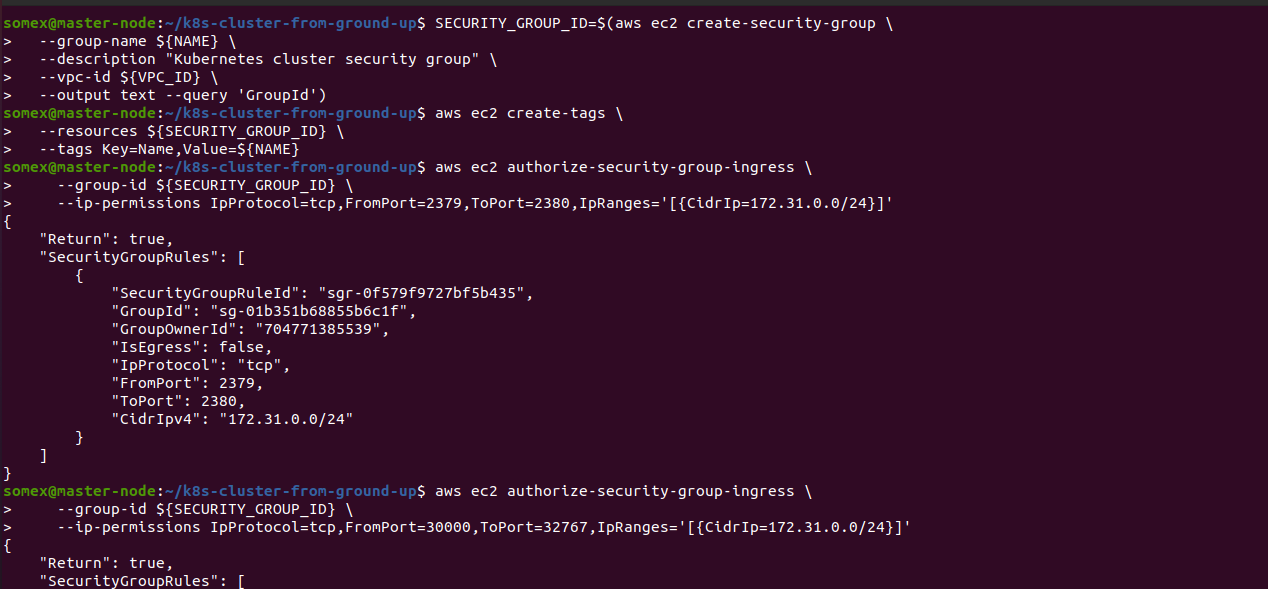 somex@master-node:~/k8s-cluster-from-ground-up$ SECURITY_GROUP_ID=$(aws ec2 create-security-group \
>   --group-name ${NAME} \
>   --description "Kubernetes cluster security group" \
>   --vpc-id ${VPC_ID} \
>   --output text --query 'GroupId')
somex@master-node:~/k8s-cluster-from-ground-up$ aws ec2 create-tags \
>   --resources ${SECURITY_GROUP_ID} \
>   --tags Key=Name,Value=${NAME}
somex@master-node:~/k8s-cluster-from-ground-up$ aws ec2 authorize-security-group-ingress \
>     --group-id ${SECURITY_GROUP_ID} \
>     --ip-permissions IpProtocol=tcp,FromPort=2379,ToPort=2380,IpRanges='[{CidrIp=172.31.0.0/24}]'
{
    "Return": true,
    "SecurityGroupRules": [
        {
            "SecurityGroupRuleId": "sgr-0f579f9727bf5b435",
            "GroupId": "sg-01b351b68855b6c1f",
            "GroupOwnerId": "704771385539",
            "IsEgress": false,
            "IpProtocol": "tcp",
            "FromPort": 2379,
            "ToPort": 2380,
            "CidrIpv4": "172.31.0.0/24"
        }
    ]
}
somex@master-node:~/k8s-cluster-from-ground-up$ aws ec2 authorize-security-group-ingress \
>     --group-id ${SECURITY_GROUP_ID} \
>     --ip-permissions IpProtocol=tcp,FromPort=30000,ToPort=32767,IpRanges='[{CidrIp=172.31.0.0/24}]'
{
    "Return": true,
    "SecurityGroupRules": [